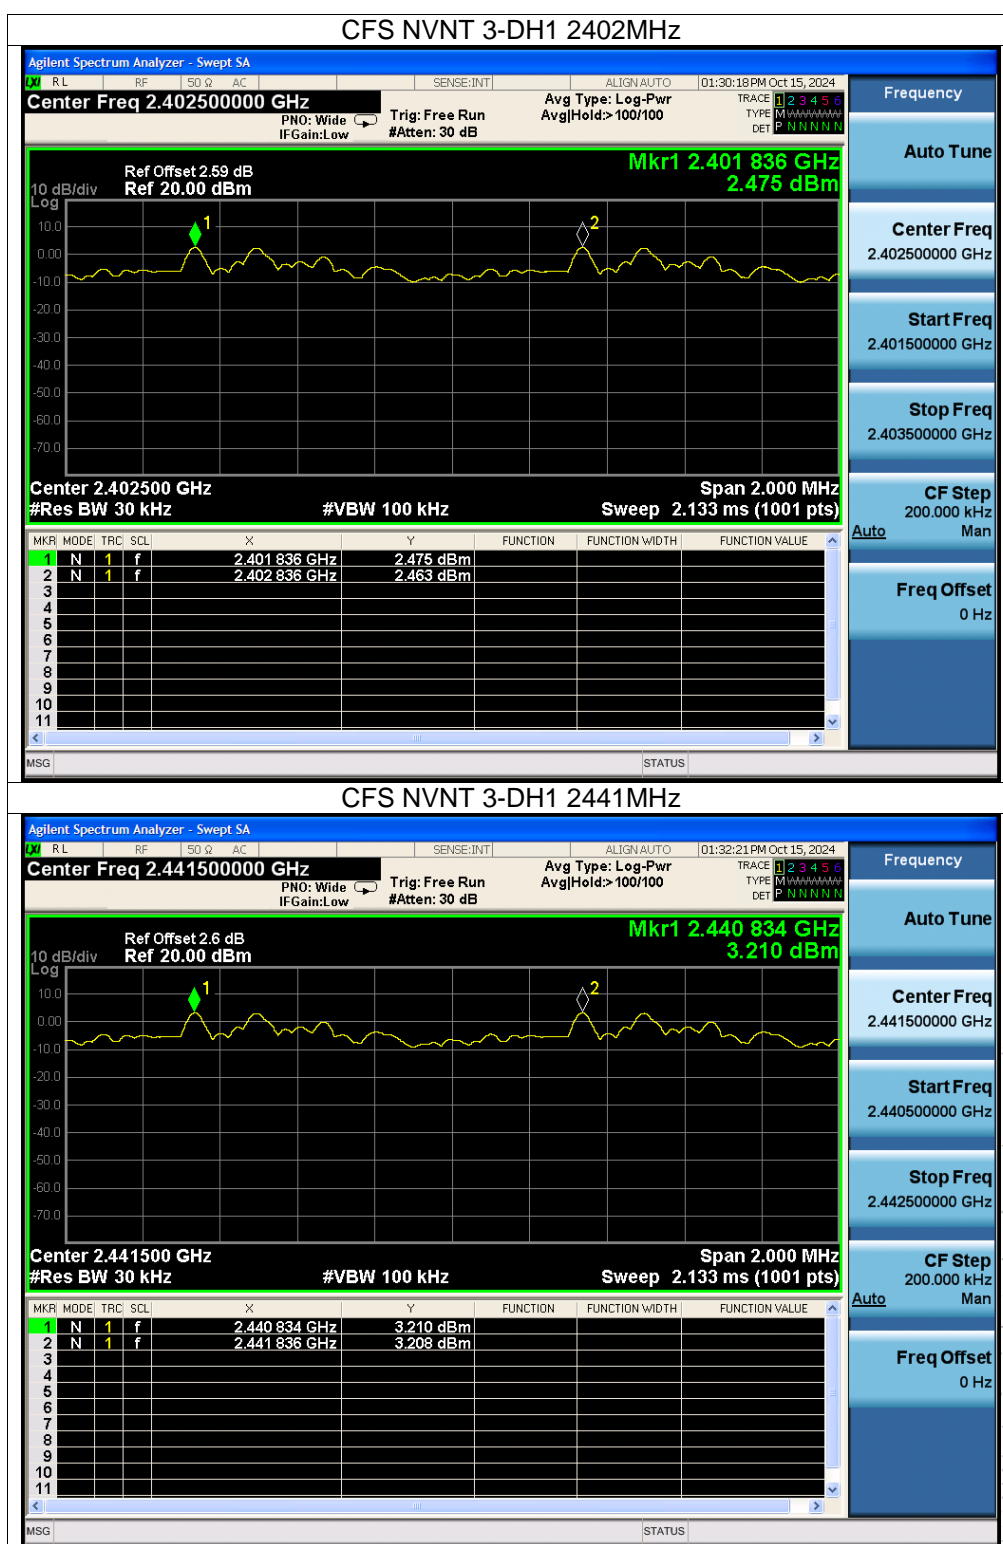 CFS NVNT 3-DH1 2402MHz
Agilent Spectrum Analyzer - Swept SA
LXI RL RF 50 Ω AC SENSE:INT ALIGN AUTO 01:30:18 PM Oct 15, 2024
Center Freq 2.402500000 GHz
PNO: Wide
IFGain:Low
Trig: Free Run
#Atten: 30 dB
Avg Type: Log-Pwr
Avg|Hold:>100/100
TRACE 1 2 3 4 5 6
TYPE M WWWWW
DET P N N N N N
Mkr1 2.401 836 GHz
2.475 dBm
Ref Offset 2.59 dB
10 dB/div Ref 20.00 dBm
Log
10.0
0.00
-10.0
-20.0
-30.0
-40.0
-50.0
-60.0
-70.0
1
2
Center 2.402500 GHz Span 2.000 MHz
#Res BW 30 kHz #VBW 100 kHz Sweep 2.133 ms (1001 pts)
MKR MODE TRC SCL X Y FUNCTION FUNCTION WIDTH FUNCTION VALUE
1 N 1 f 2.401 836 GHz 2.475 dBm
2 N 1 f 2.402 836 GHz 2.463 dBm
3
4
5
6
7
8
9
10
11
MSG STATUS
Frequency
Auto Tune
Center Freq
2.402500000 GHz
Start Freq
2.401500000 GHz
Stop Freq
2.403500000 GHz
CF Step
200.000 kHz
Auto Man
Freq Offset
0 Hz
CFS NVNT 3-DH1 2441MHz
Agilent Spectrum Analyzer - Swept SA
LXI RL RF 50 Ω AC SENSE:INT ALIGN AUTO 01:32:21 PM Oct 15, 2024
Center Freq 2.441500000 GHz
PNO: Wide
IFGain:Low
Trig: Free Run
#Atten: 30 dB
Avg Type: Log-Pwr
Avg|Hold:>100/100
TRACE 1 2 3 4 5 6
TYPE M WWWWW
DET P N N N N N
Mkr1 2.440 834 GHz
3.210 dBm
Ref Offset 2.6 dB
10 dB/div Ref 20.00 dBm
Log
10.0
0.00
-10.0
-20.0
-30.0
-40.0
-50.0
-60.0
-70.0
1
2
Center 2.441500 GHz Span 2.000 MHz
#Res BW 30 kHz #VBW 100 kHz Sweep 2.133 ms (1001 pts)
MKR MODE TRC SCL X Y FUNCTION FUNCTION WIDTH FUNCTION VALUE
1 N 1 f 2.440 834 GHz 3.210 dBm
2 N 1 f 2.441 836 GHz 3.208 dBm
3
4
5
6
7
8
9
10
11
MSG STATUS
Frequency
Auto Tune
Center Freq
2.441500000 GHz
Start Freq
2.440500000 GHz
Stop Freq
2.442500000 GHz
CF Step
200.000 kHz
Auto Man
Freq Offset
0 Hz